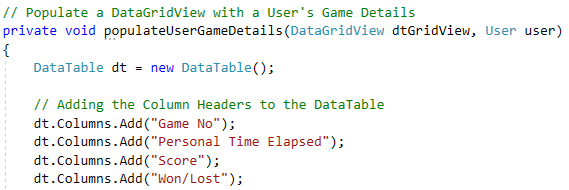 // Populate a DataGridView with a User's Game Details
private void populateUserGameDetails(DataGridView dtGridView, User user)
{
DataTable dt = new DataTable();
// Adding the Column Headers to the DataTable
dt.Columns.Add("Game No");
dt.Columns.Add("Personal Time Elapsed");
dt.Columns.Add("Score");
dt.Columns.Add("Won/Lost");